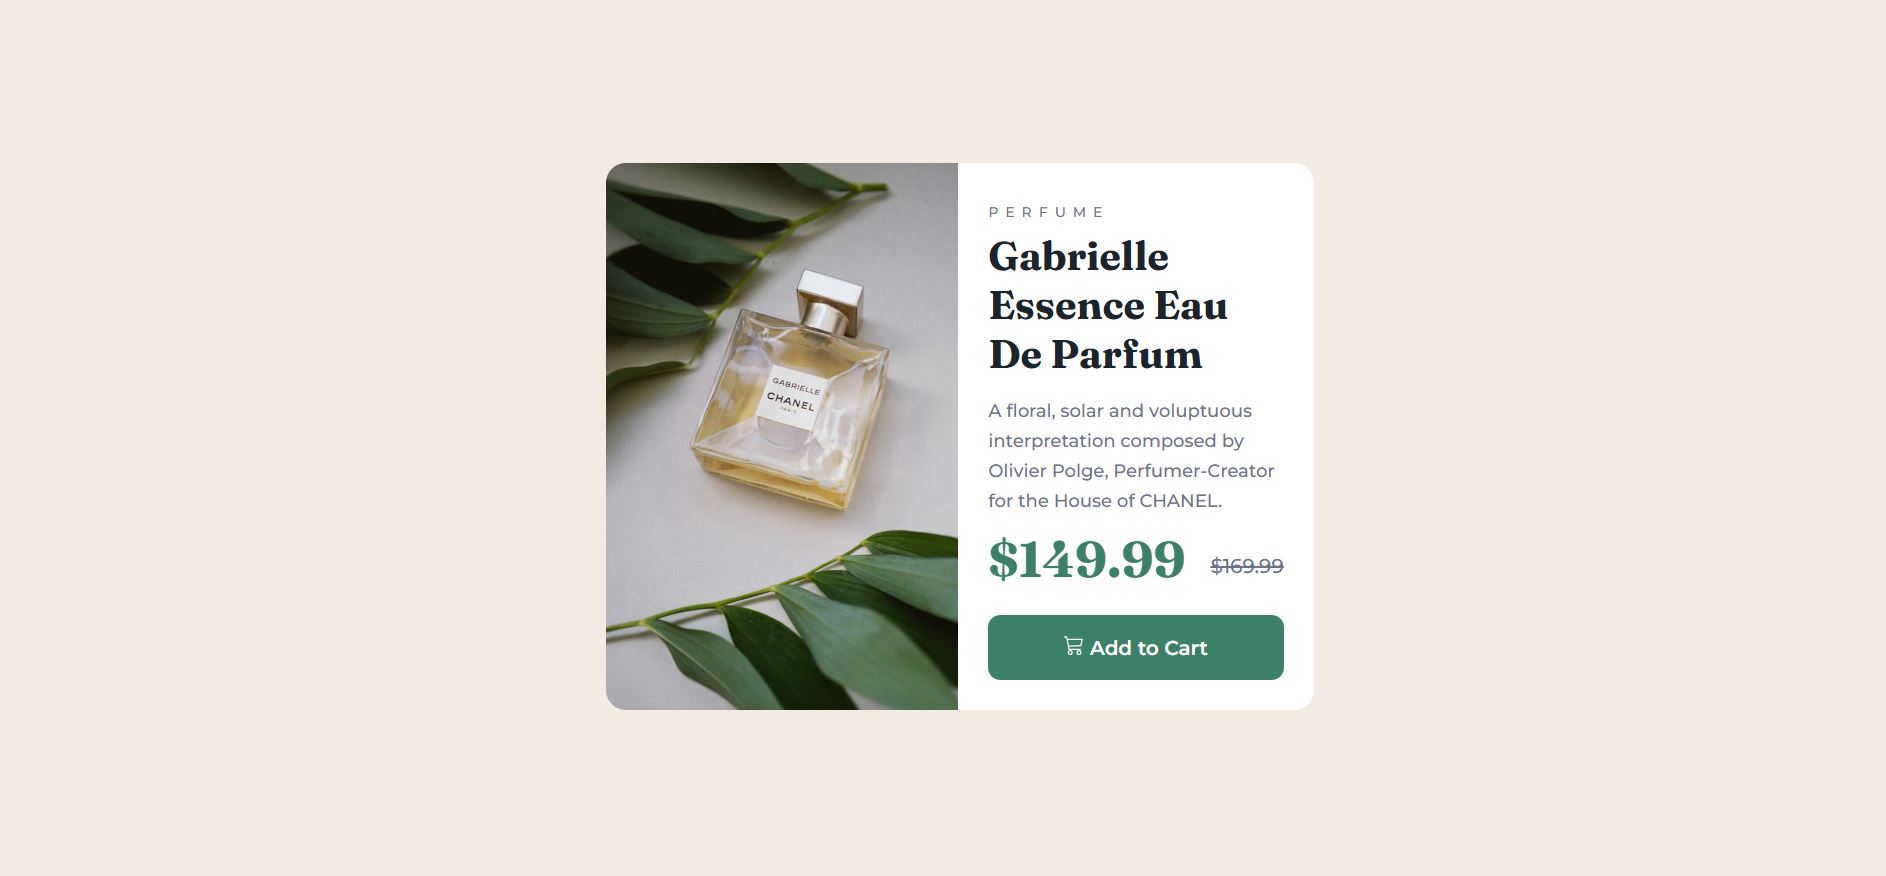 GABRIELLE
CHANEL
PARIS
PERFUME
Gabrielle
Essence Eau
De Parfum
A floral, solar and voluptuous
interpretation composed by
Olivier Polge, Perfumer-Creator
for the House of CHANEL.
$149.99 $169.99
Add to Cart